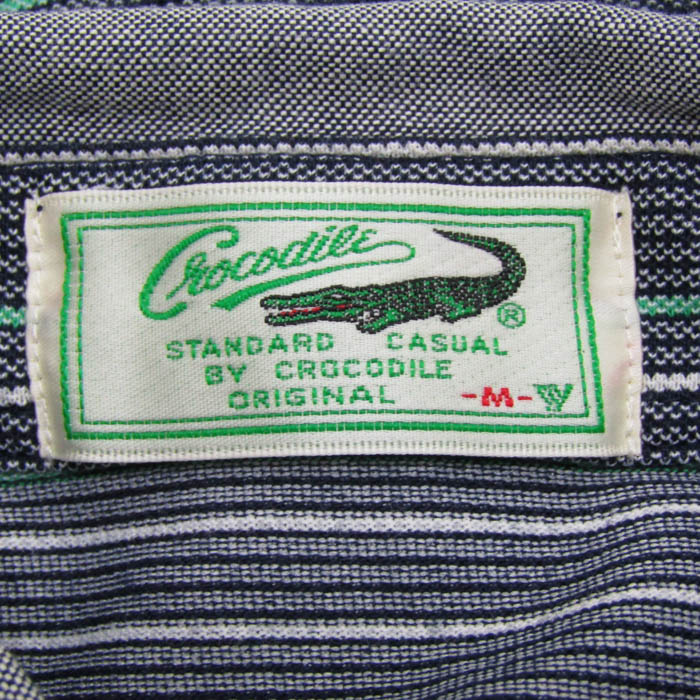 Crocodile
®
STANDARD CASUAL
BY CROCODILE
ORIGINAL
-M-